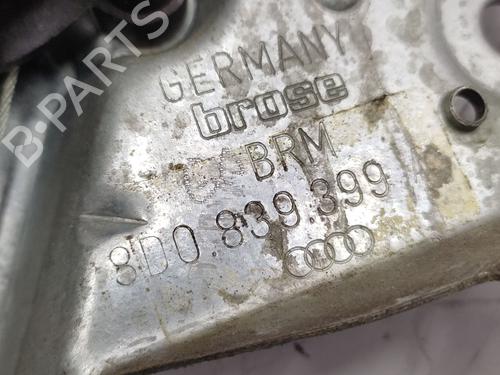 B-PARTS
GERMANY
brose
BRM
8D0 839 399